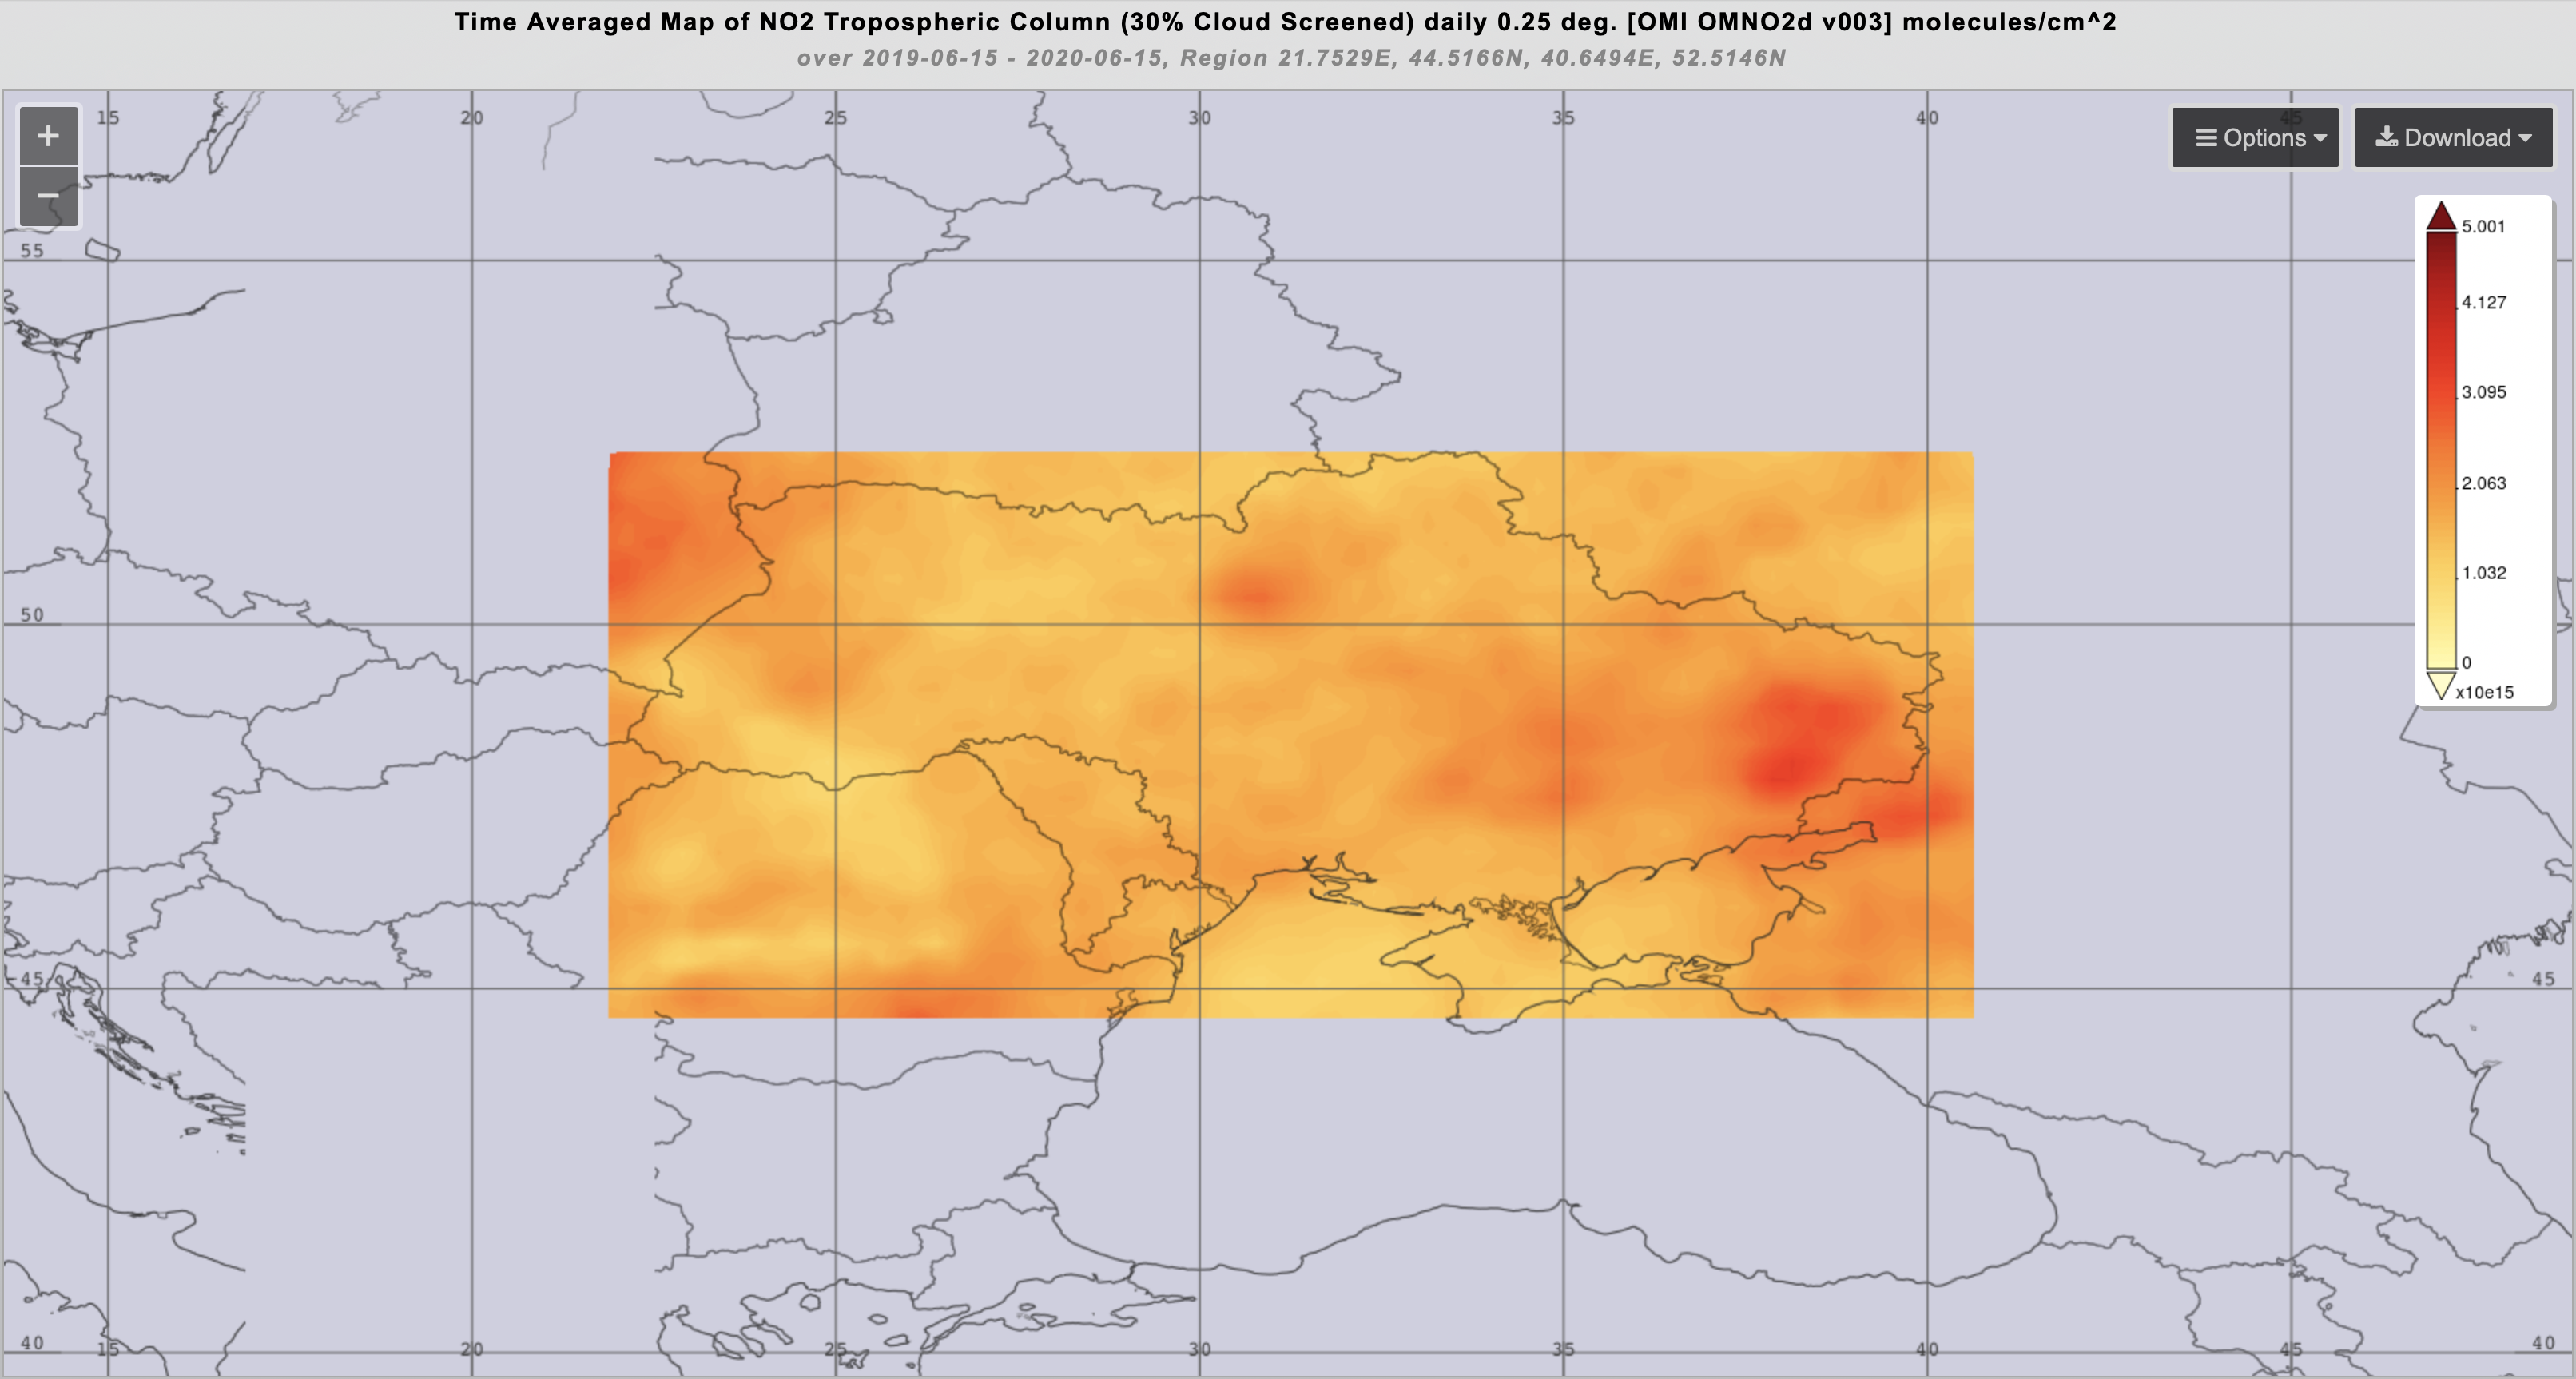 Time Averaged Map of NO2 Tropospheric Column (30% Cloud Screened) daily 0.25 deg. [OMI OMNO2d v003] molecules/cm^2
over 2019-06-15 - 2020-06-15, Region 21.7529E, 44.5166N, 40.6494E, 52.5146N
+
−
15 20 25 30 35 40 45
Options
Download
5.001
4.127
3.095
2.063
1.032
0
x10e15
55
50
45 45
40 40
15 20 25 30 35 40 45